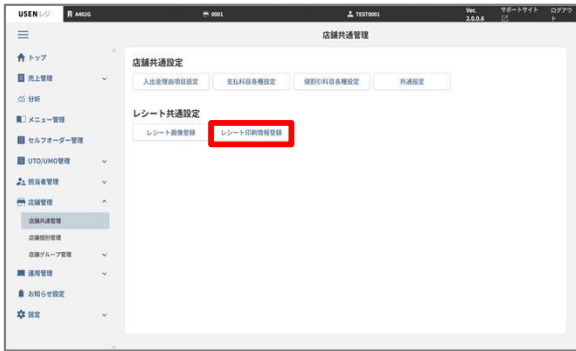 USEN レジ A402G 0001 TEST0001 Ver. 2.0.0.6 サポートサイト ログアウト
店舗共通管理
トップ
売上管理
分析
メニュー管理
セルフオーダー管理
UTO/UMO管理
担当者管理
店舗管理
店舗共通管理
店舗個別管理
店舗グループ管理
運用管理
お知らせ設定
設定
店舗共通設定
入出金理由項目設定 支払科目各種設定 値割引科目各種設定 共通設定
レシート共通設定
レシート画像登録 レシート印刷情報登録